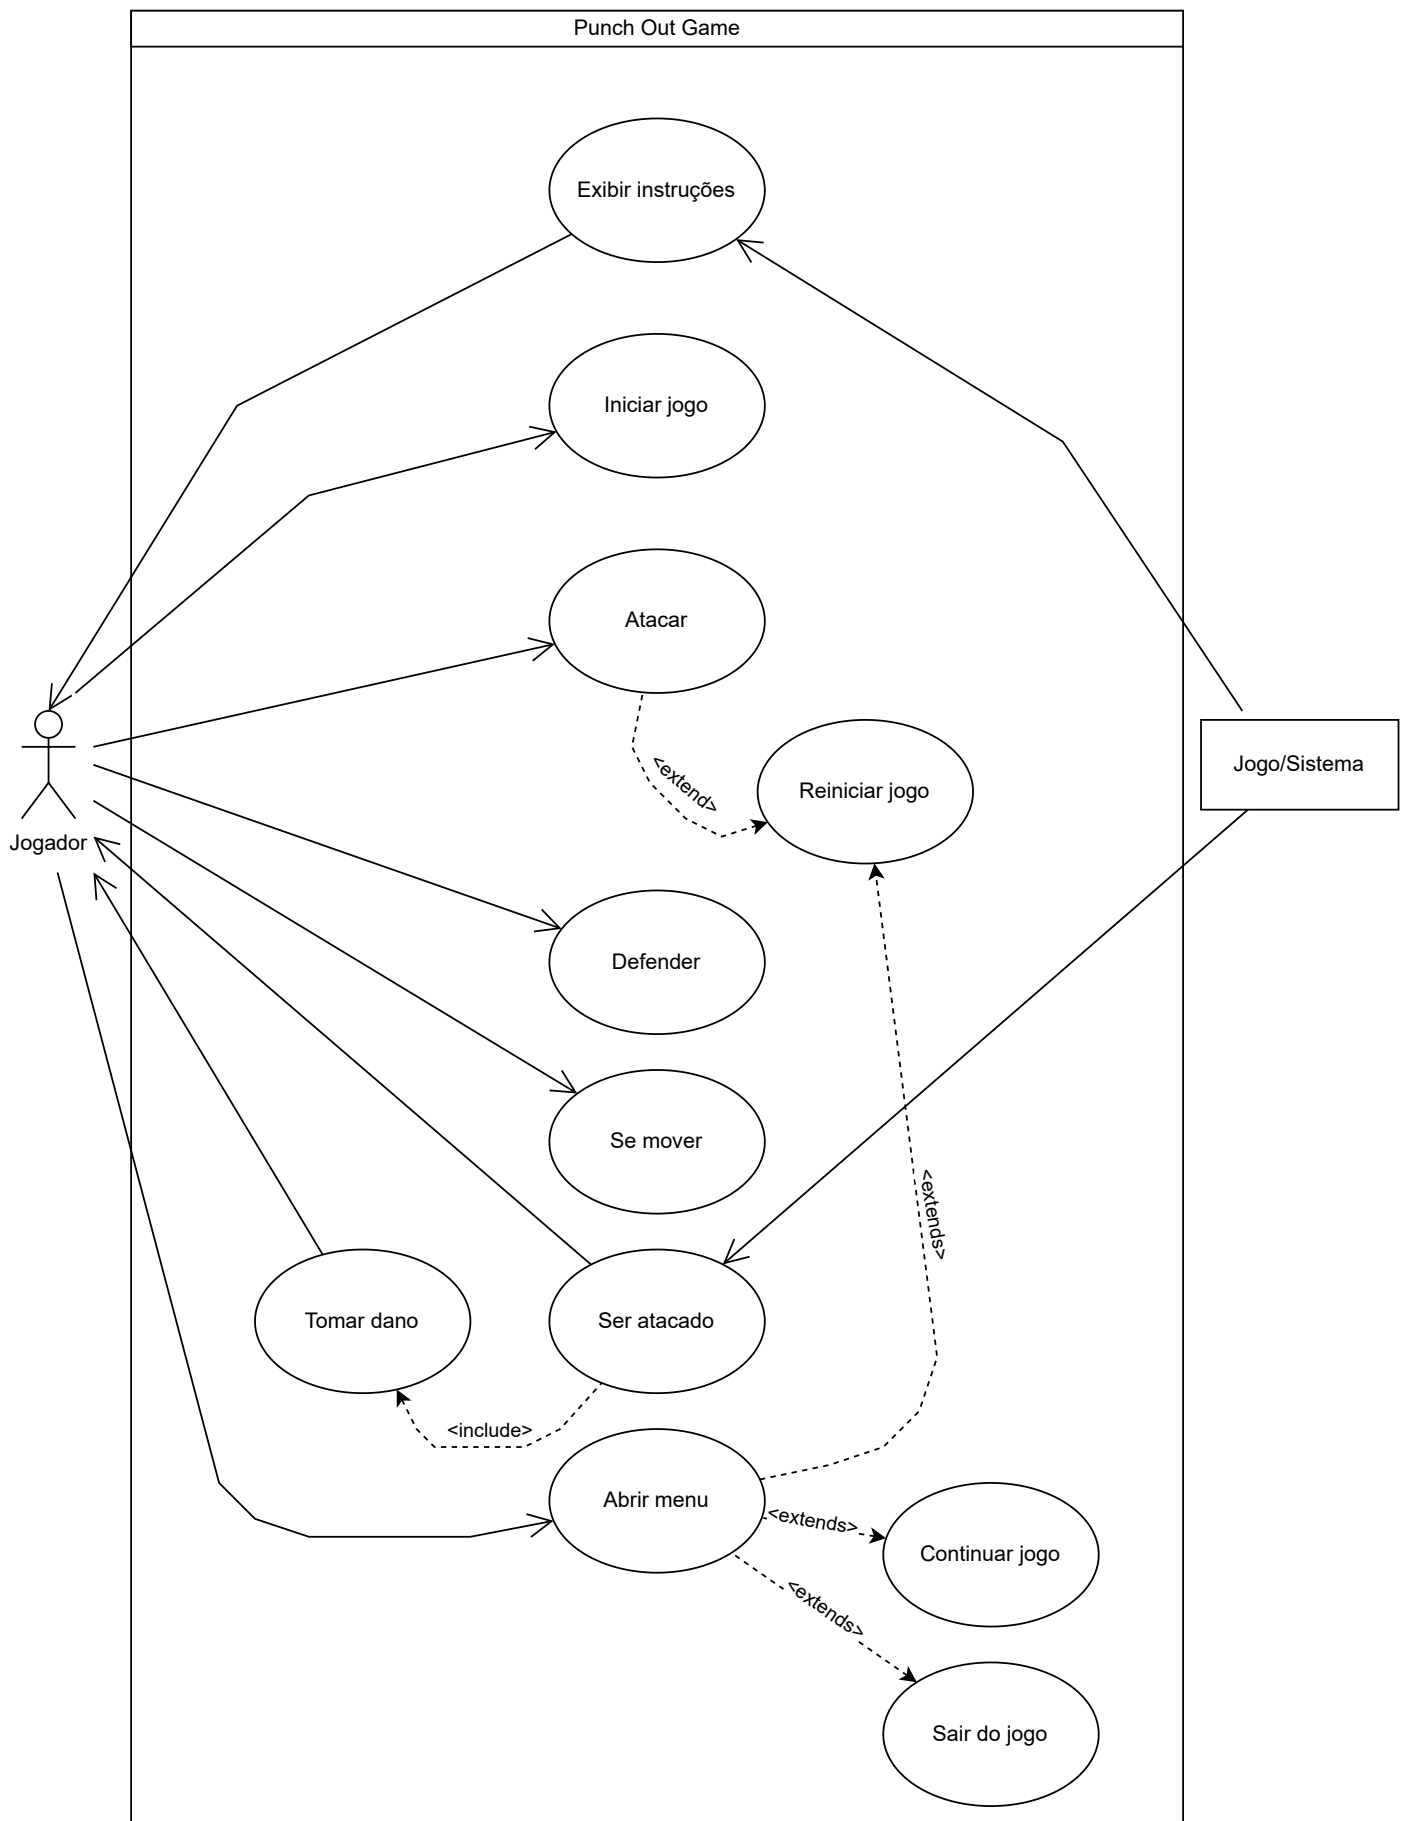 Punch Out Game
Exibir instruções
Iniciar jogo
Atacar
<extend>
Reiniciar jogo
Jogo/Sistema
Jogador
Defender
Se mover
<extends>
Tomar dano
Ser atacado
<include>
Abrir menu
<extends>
Continuar jogo
<extends>
Sair do jogo